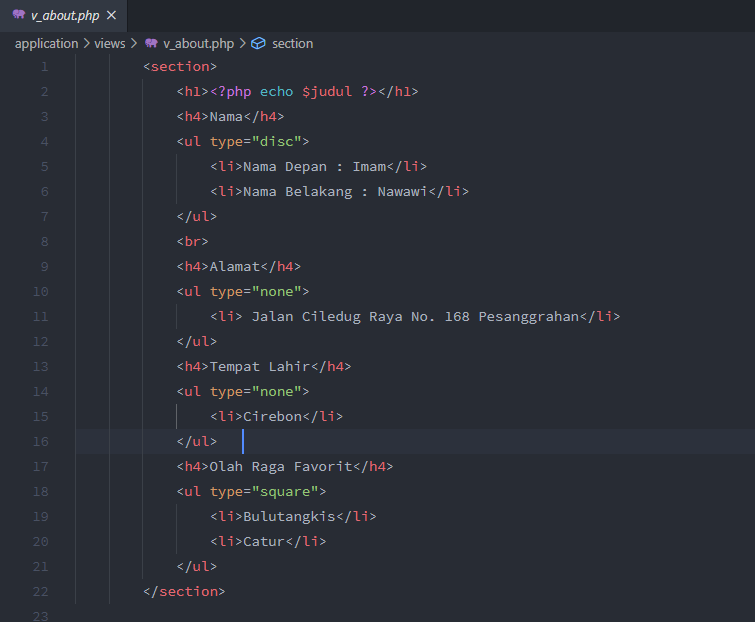 v_about.php ×
application > views > v_about.php > section
1 <section>
2 <h1><?php echo $judul ?></h1>
3 <h4>Nama</h4>
4 <ul type="disc">
5 <li>Nama Depan : Imam</li>
6 <li>Nama Belakang : Nawawi</li>
7 </ul>
8 <br>
9 <h4>Alamat</h4>
10 <ul type="none">
11 <li> Jalan Ciledug Raya No. 168 Pesanggrahan</li>
12 </ul>
13 <h4>Tempat Lahir</h4>
14 <ul type="none">
15 <li>Cirebon</li>
16 </ul>
17 <h4>Olah Raga Favorit</h4>
18 <ul type="square">
19 <li>Bulutangkis</li>
20 <li>Catur</li>
21 </ul>
22 </section>
23